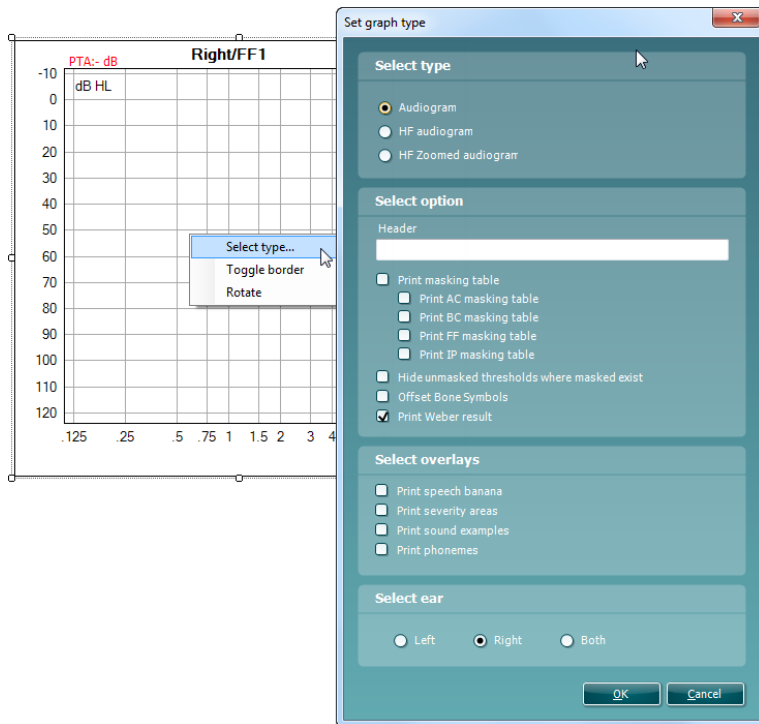 Set graph type
Right/FF1
PTA:- dB
dB HL
-10
0
10
20
30
40
50
60
70
80
90
100
110
120
.125 .25 .5 .75 1 1.5 2 3 4
Select type...
Toggle border
Rotate
Select type
Audiogram
HF audiogram
HF Zoomed audiogram
Select option
Header
Print masking table
Print AC masking table
Print BC masking table
Print FF masking table
Print IP masking table
Hide unmasked thresholds where masked exist
Offset Bone Symbols
Print Weber result
Select overlays
Print speech banana
Print severity areas
Print sound examples
Print phonemes
Select ear
Left Right Both
OK Cancel